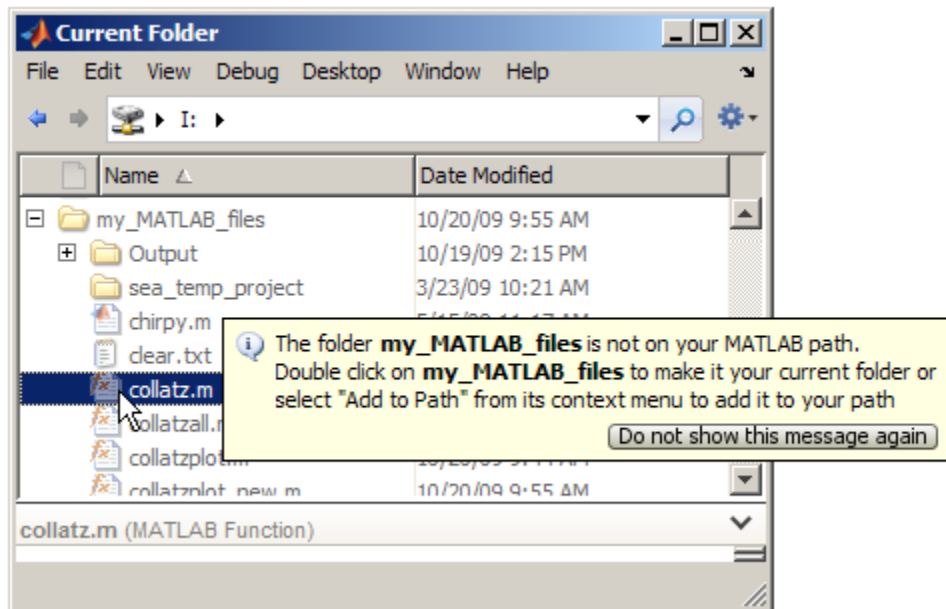 Current Folder
File Edit View Debug Desktop Window Help
I:
Name Date Modified
my_MATLAB_files 10/20/09 9:55 AM
Output 10/19/09 2:15 PM
sea_temp_project 3/23/09 10:21 AM
chirpy.m
clear.txt
collatz.m
collatzplot_new.m 10/20/09 9:55 AM
The folder my_MATLAB_files is not on your MATLAB path.
Double click on my_MATLAB_files to make it your current folder or
select "Add to Path" from its context menu to add it to your path
Do not show this message again
collatz.m (MATLAB Function)